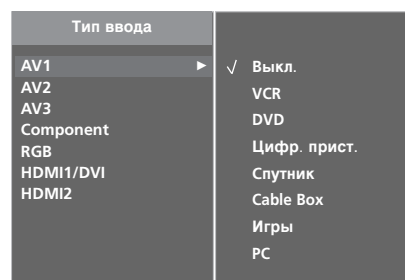 Тип ввода
AV1 ►
AV2
AV3
Component
RGB
HDMI1/DVI
HDMI2
√ Выкл.
VCR
DVD
Цифр. прист.
Спутник
Cable Box
Игры
PC